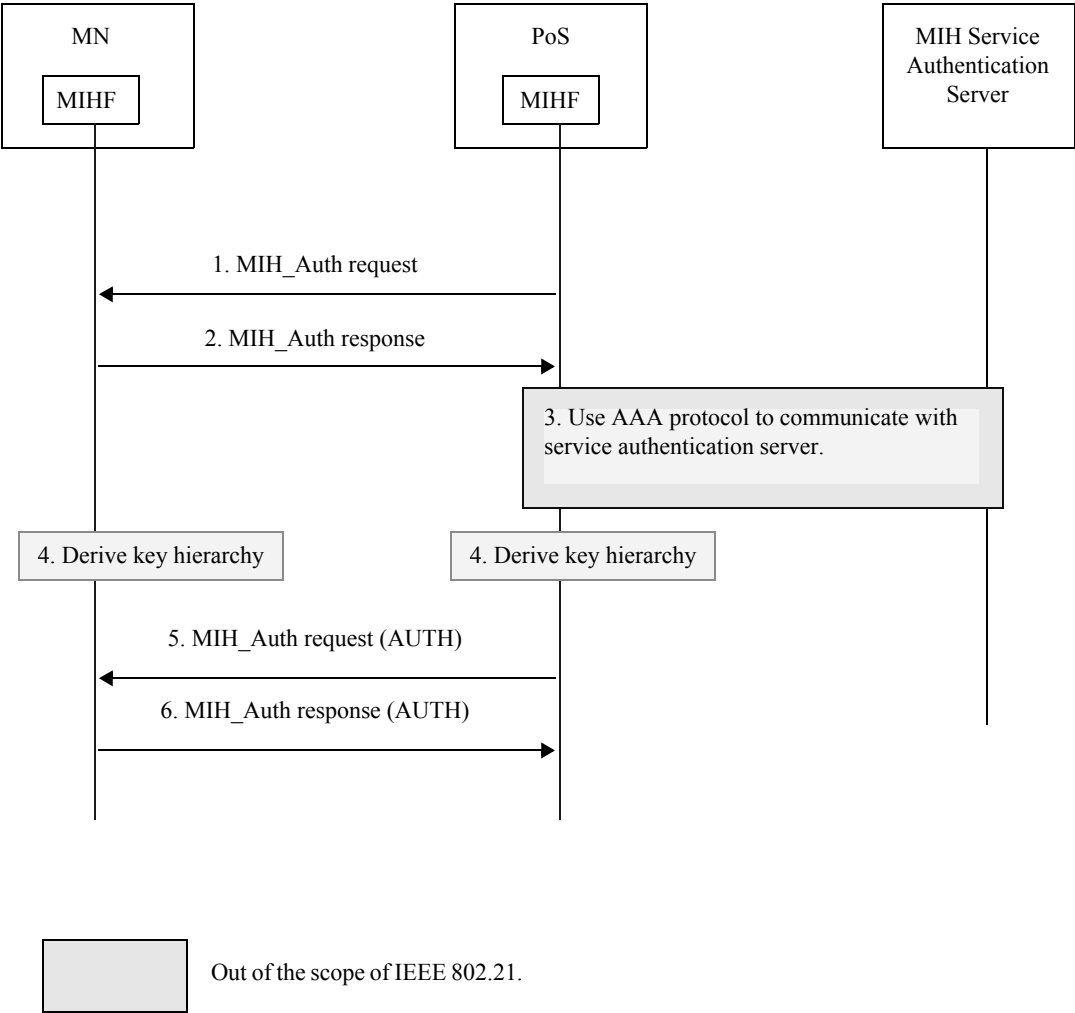 MN
PoS
MIH Service
Authentication
Server
MIHF
MIHF
1. MIH_Auth request
2. MIH_Auth response
3. Use AAA protocol to communicate with
service authentication server.
4. Derive key hierarchy
4. Derive key hierarchy
5. MIH_Auth request (AUTH)
6. MIH_Auth response (AUTH)
Out of the scope of IEEE 802.21.